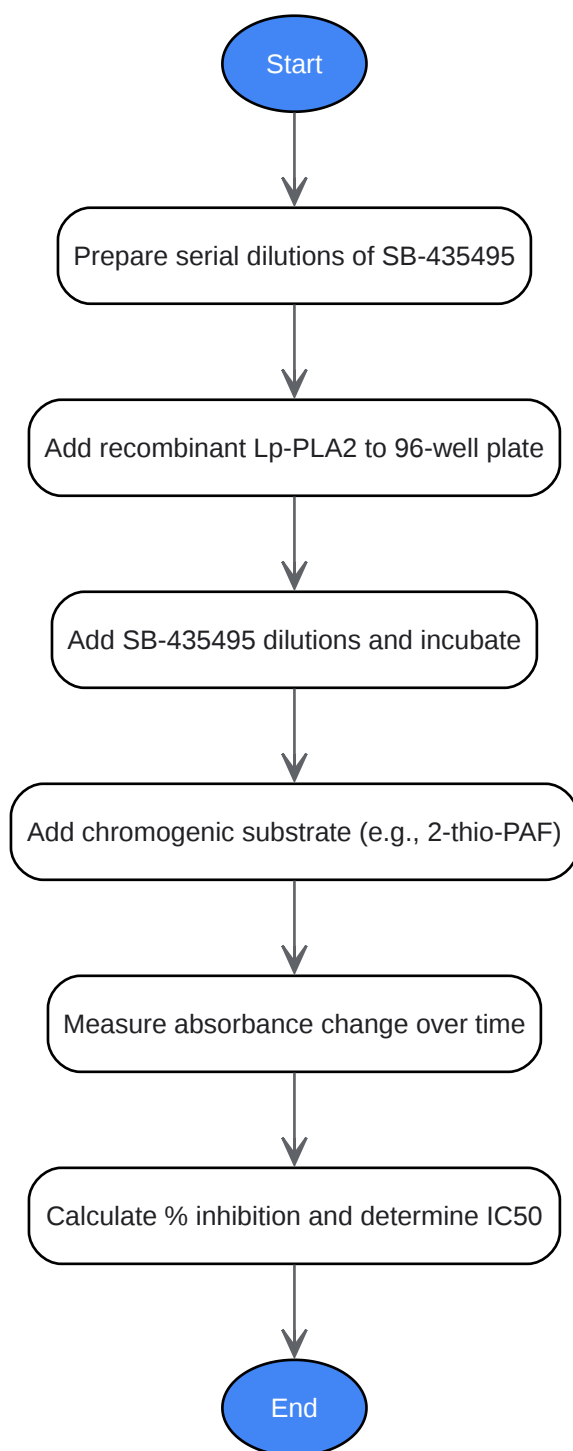 Start
Prepare serial dilutions of SB-435495
Add recombinant Lp-PLA2 to 96-well plate
Add SB-435495 dilutions and incubate
Add chromogenic substrate (e.g., 2-thio-PAF)
Measure absorbance change over time
Calculate % inhibition and determine IC50
End